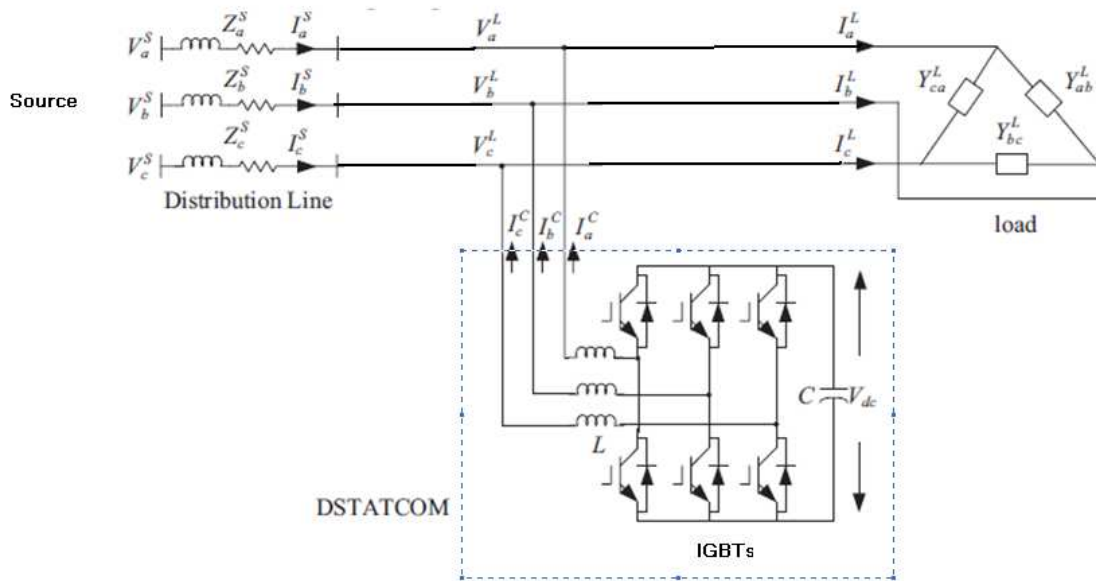 Z_a^S I_a^S V_a^L I_a^L
V_a^S
Z_b^S I_b^S V_b^L I_b^L Y_ca^L Y_ab^L
Source V_b^S
Z_c^S I_c^S V_c^L I_c^L Y_bc^L
V_c^S
Distribution Line
load
I_c^C I_b^C I_a^C
C V_dc
L
DSTATCOM
IGBTs